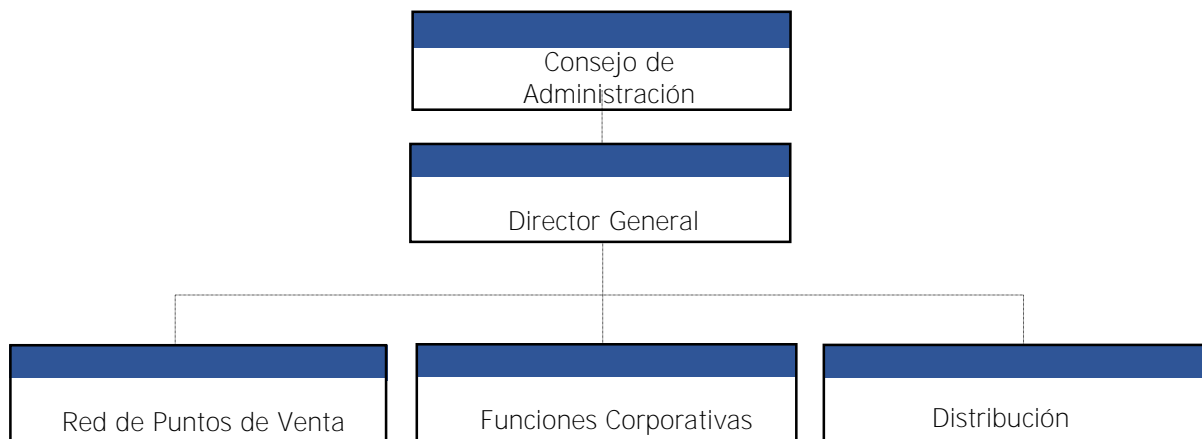 Consejo de
Administración
Director General
Red de Puntos de Venta
Funciones Corporativas
Distribución